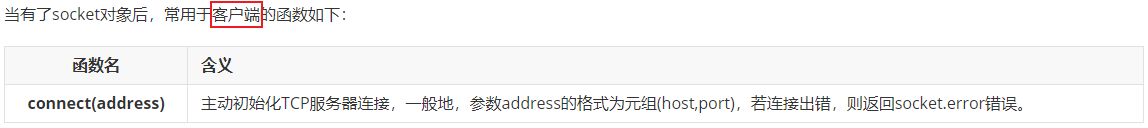 当有了socket对象后，常用于客户端的函数如下：
函数名 含义
connect(address) 主动初始化TCP服务器连接，一般地，参数address的格式为元组(host,port)，若连接出错，则返回socket.error错误。